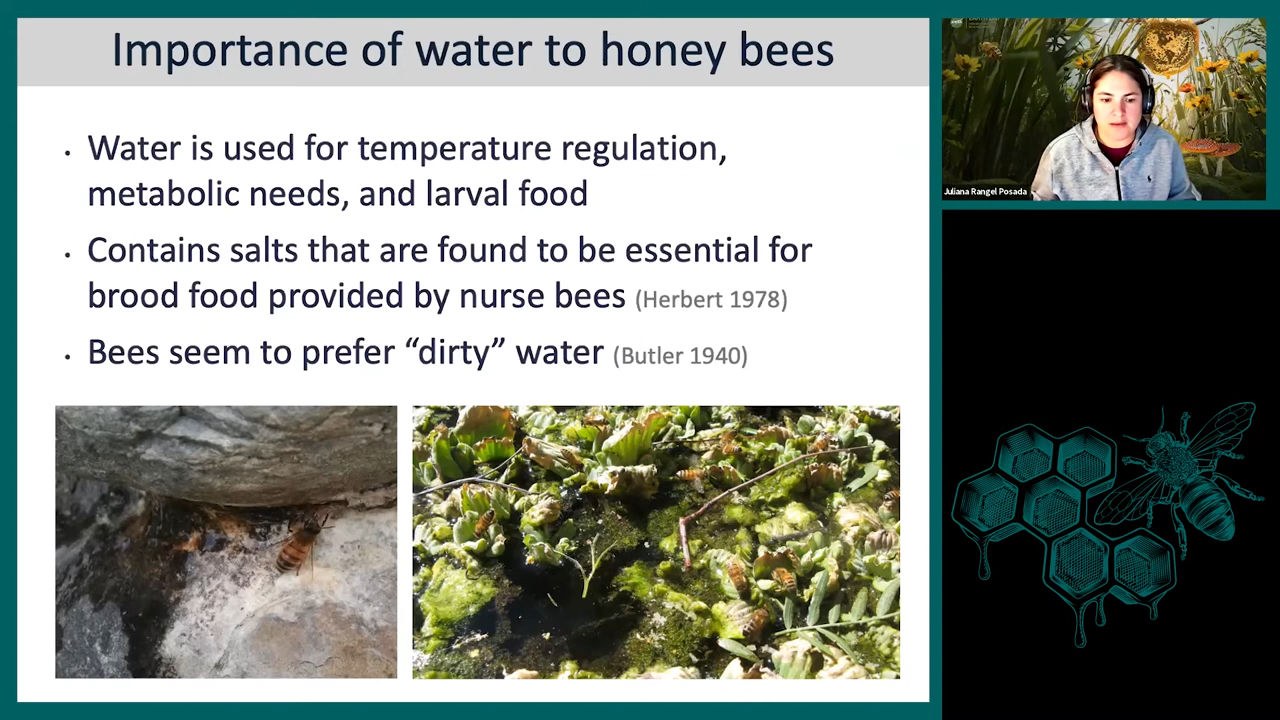 Importance of water to honey bees
· Water is used for temperature regulation,
metabolic needs, and larval food
· Contains salts that are found to be essential for
brood food provided by nurse bees (Herbert 1978)
· Bees seem to prefer “dirty” water (Butler 1940)
Juliana Rangel Posada